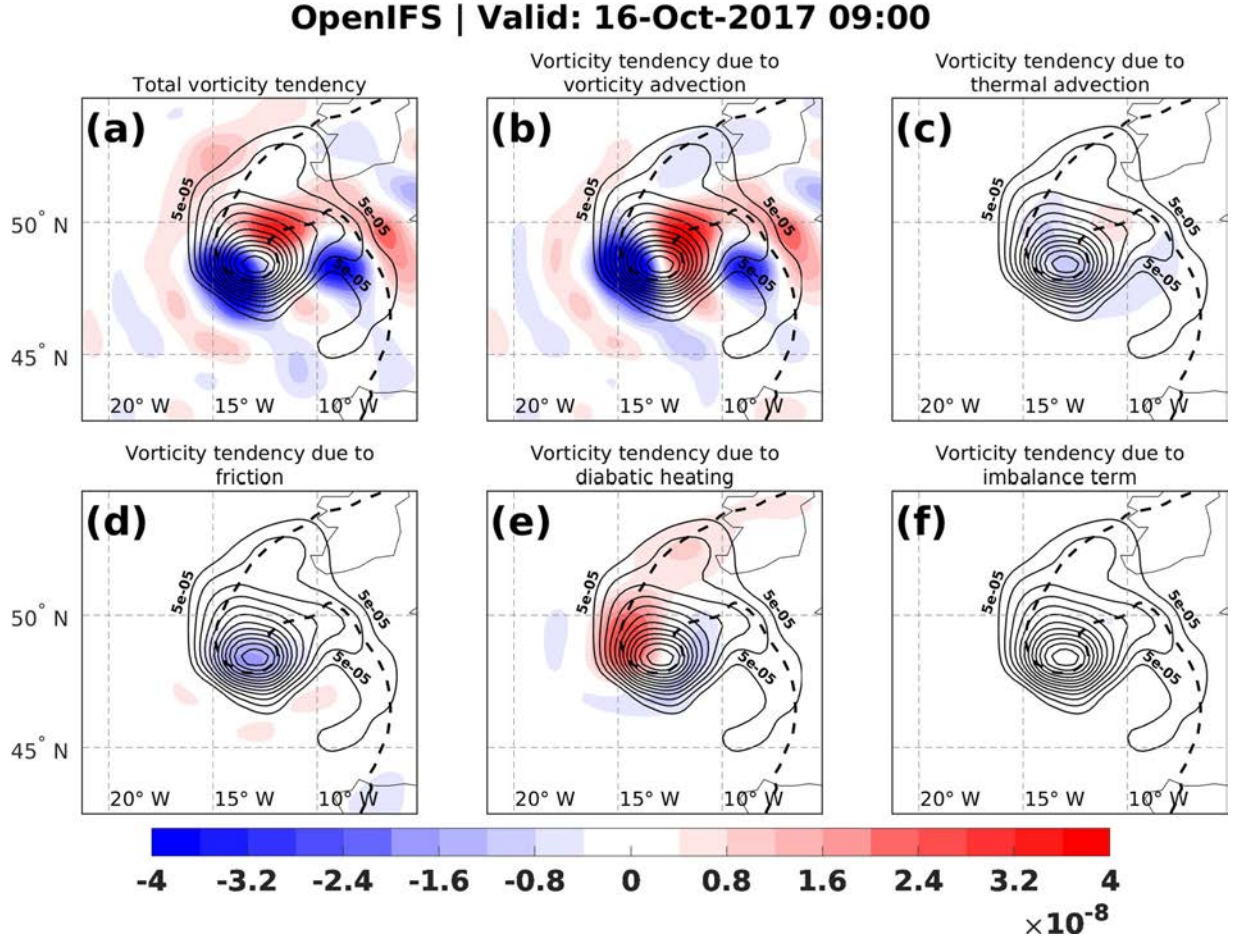 OpenIFS | Valid: 16-Oct-2017 09:00
Total vorticity tendency
Vorticity tendency due to
vorticity advection
Vorticity tendency due to
thermal advection
(a)
(b)
(c)
5e-05
5e-05
5e-05
5e-05
5e-05
5e-05
5e-05
5e-05
5e-05
50° N
45° N
20° W 15° W 10° W
20° W 15° W 10° W
20° W 15° W 10° W
Vorticity tendency due to
friction
Vorticity tendency due to
diabatic heating
Vorticity tendency due to
imbalance term
(d)
(e)
(f)
5e-05
5e-05
5e-05
5e-05
5e-05
5e-05
5e-05
5e-05
5e-05
50° N
45° N
20° W 15° W 10° W
20° W 15° W 10° W
20° W 15° W 10° W
-4 -3.2 -2.4 -1.6 -0.8 0 0.8 1.6 2.4 3.2 4
×10⁻⁸